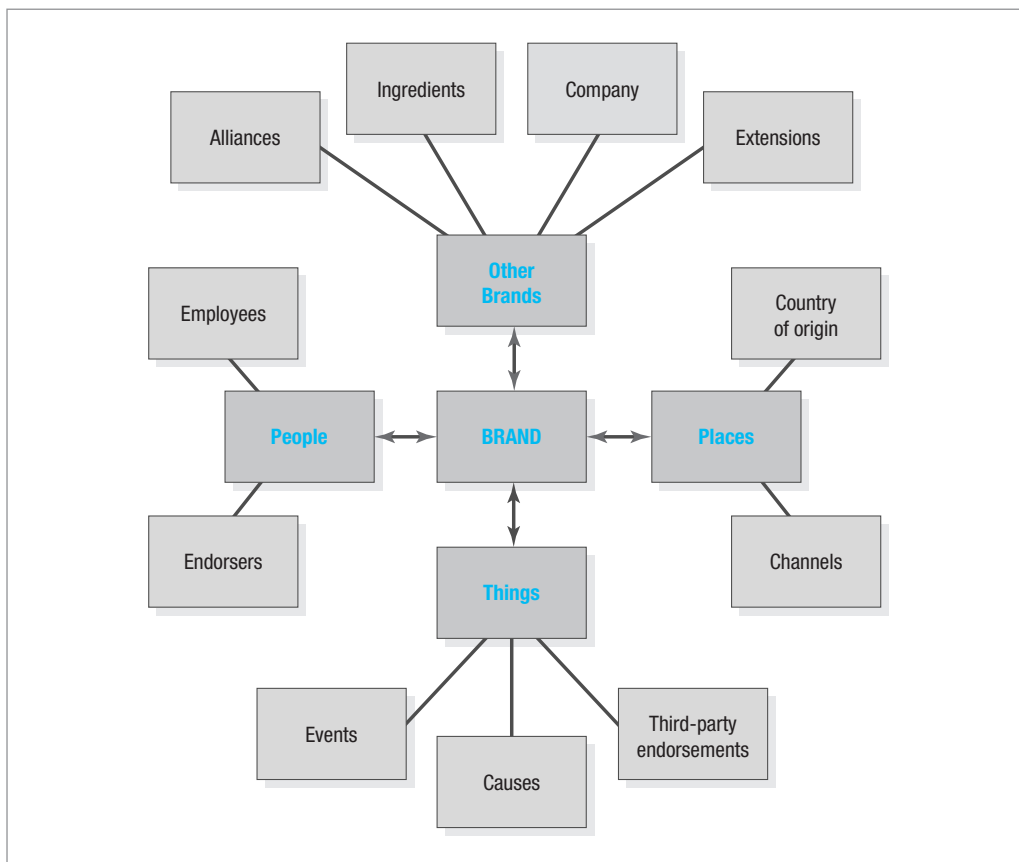 Ingredients
Company
Alliances
Extensions
Other
Brands
Employees
Country
of origin
People
BRAND
Places
Endorsers
Channels
Things
Events
Causes
Third-party
endorsements